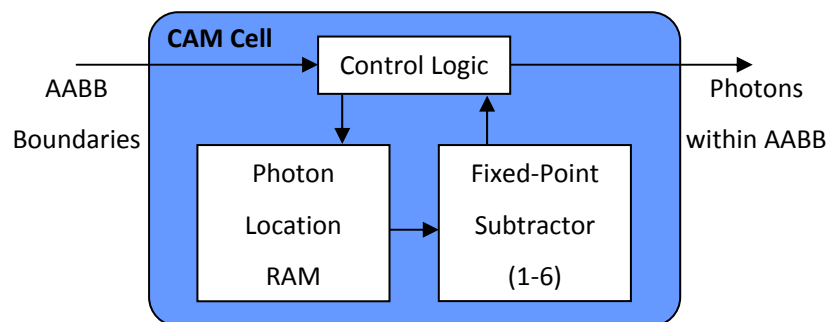 CAM Cell
Control Logic
AABB
Boundaries
Photons
within AABB
Photon
Location
RAM
Fixed-Point
Subtractor
(1-6)